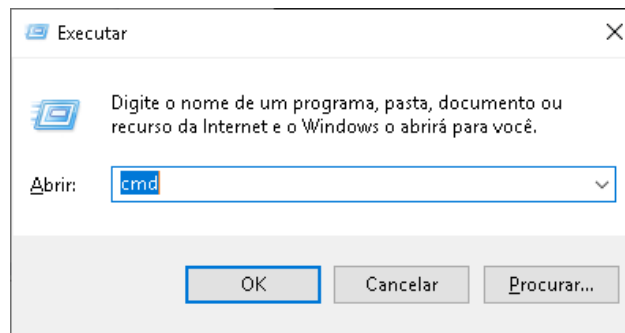 Executar
Digite o nome de um programa, pasta, documento ou
recurso da Internet e o Windows o abrirá para você.
Abrir: cmd
OK Cancelar Procurar...